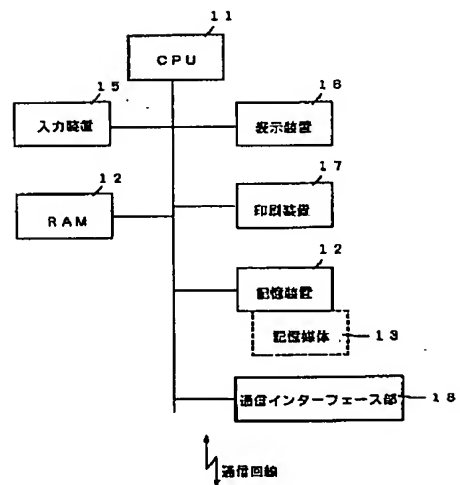 11
CPU
15
入力装置
16
表示装置
12
RAM
17
印刷装置
12
記憶装置
記憶媒体
13
通信インターフェース部
18
通信回線